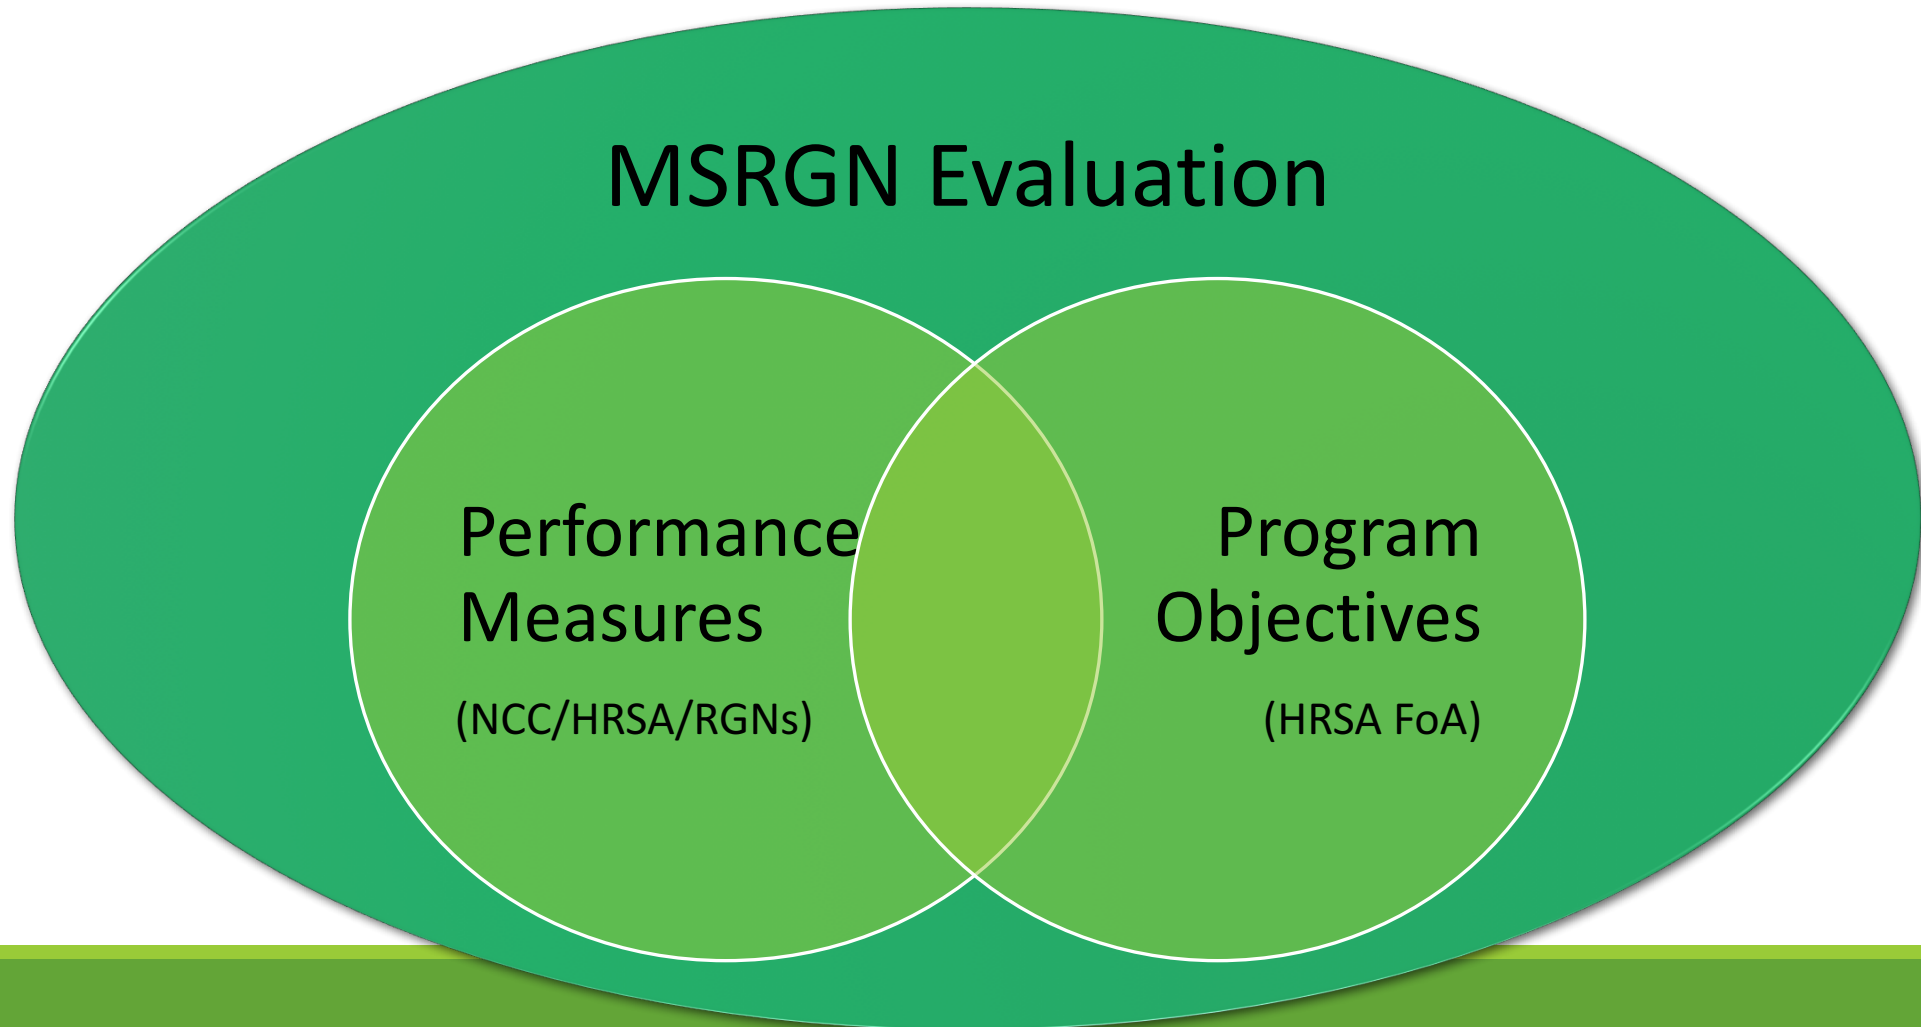 MSRGN Evaluation
Performance
Measures
(NCC/HRSA/RGNs)
Program
Objectives
(HRSA FoA)